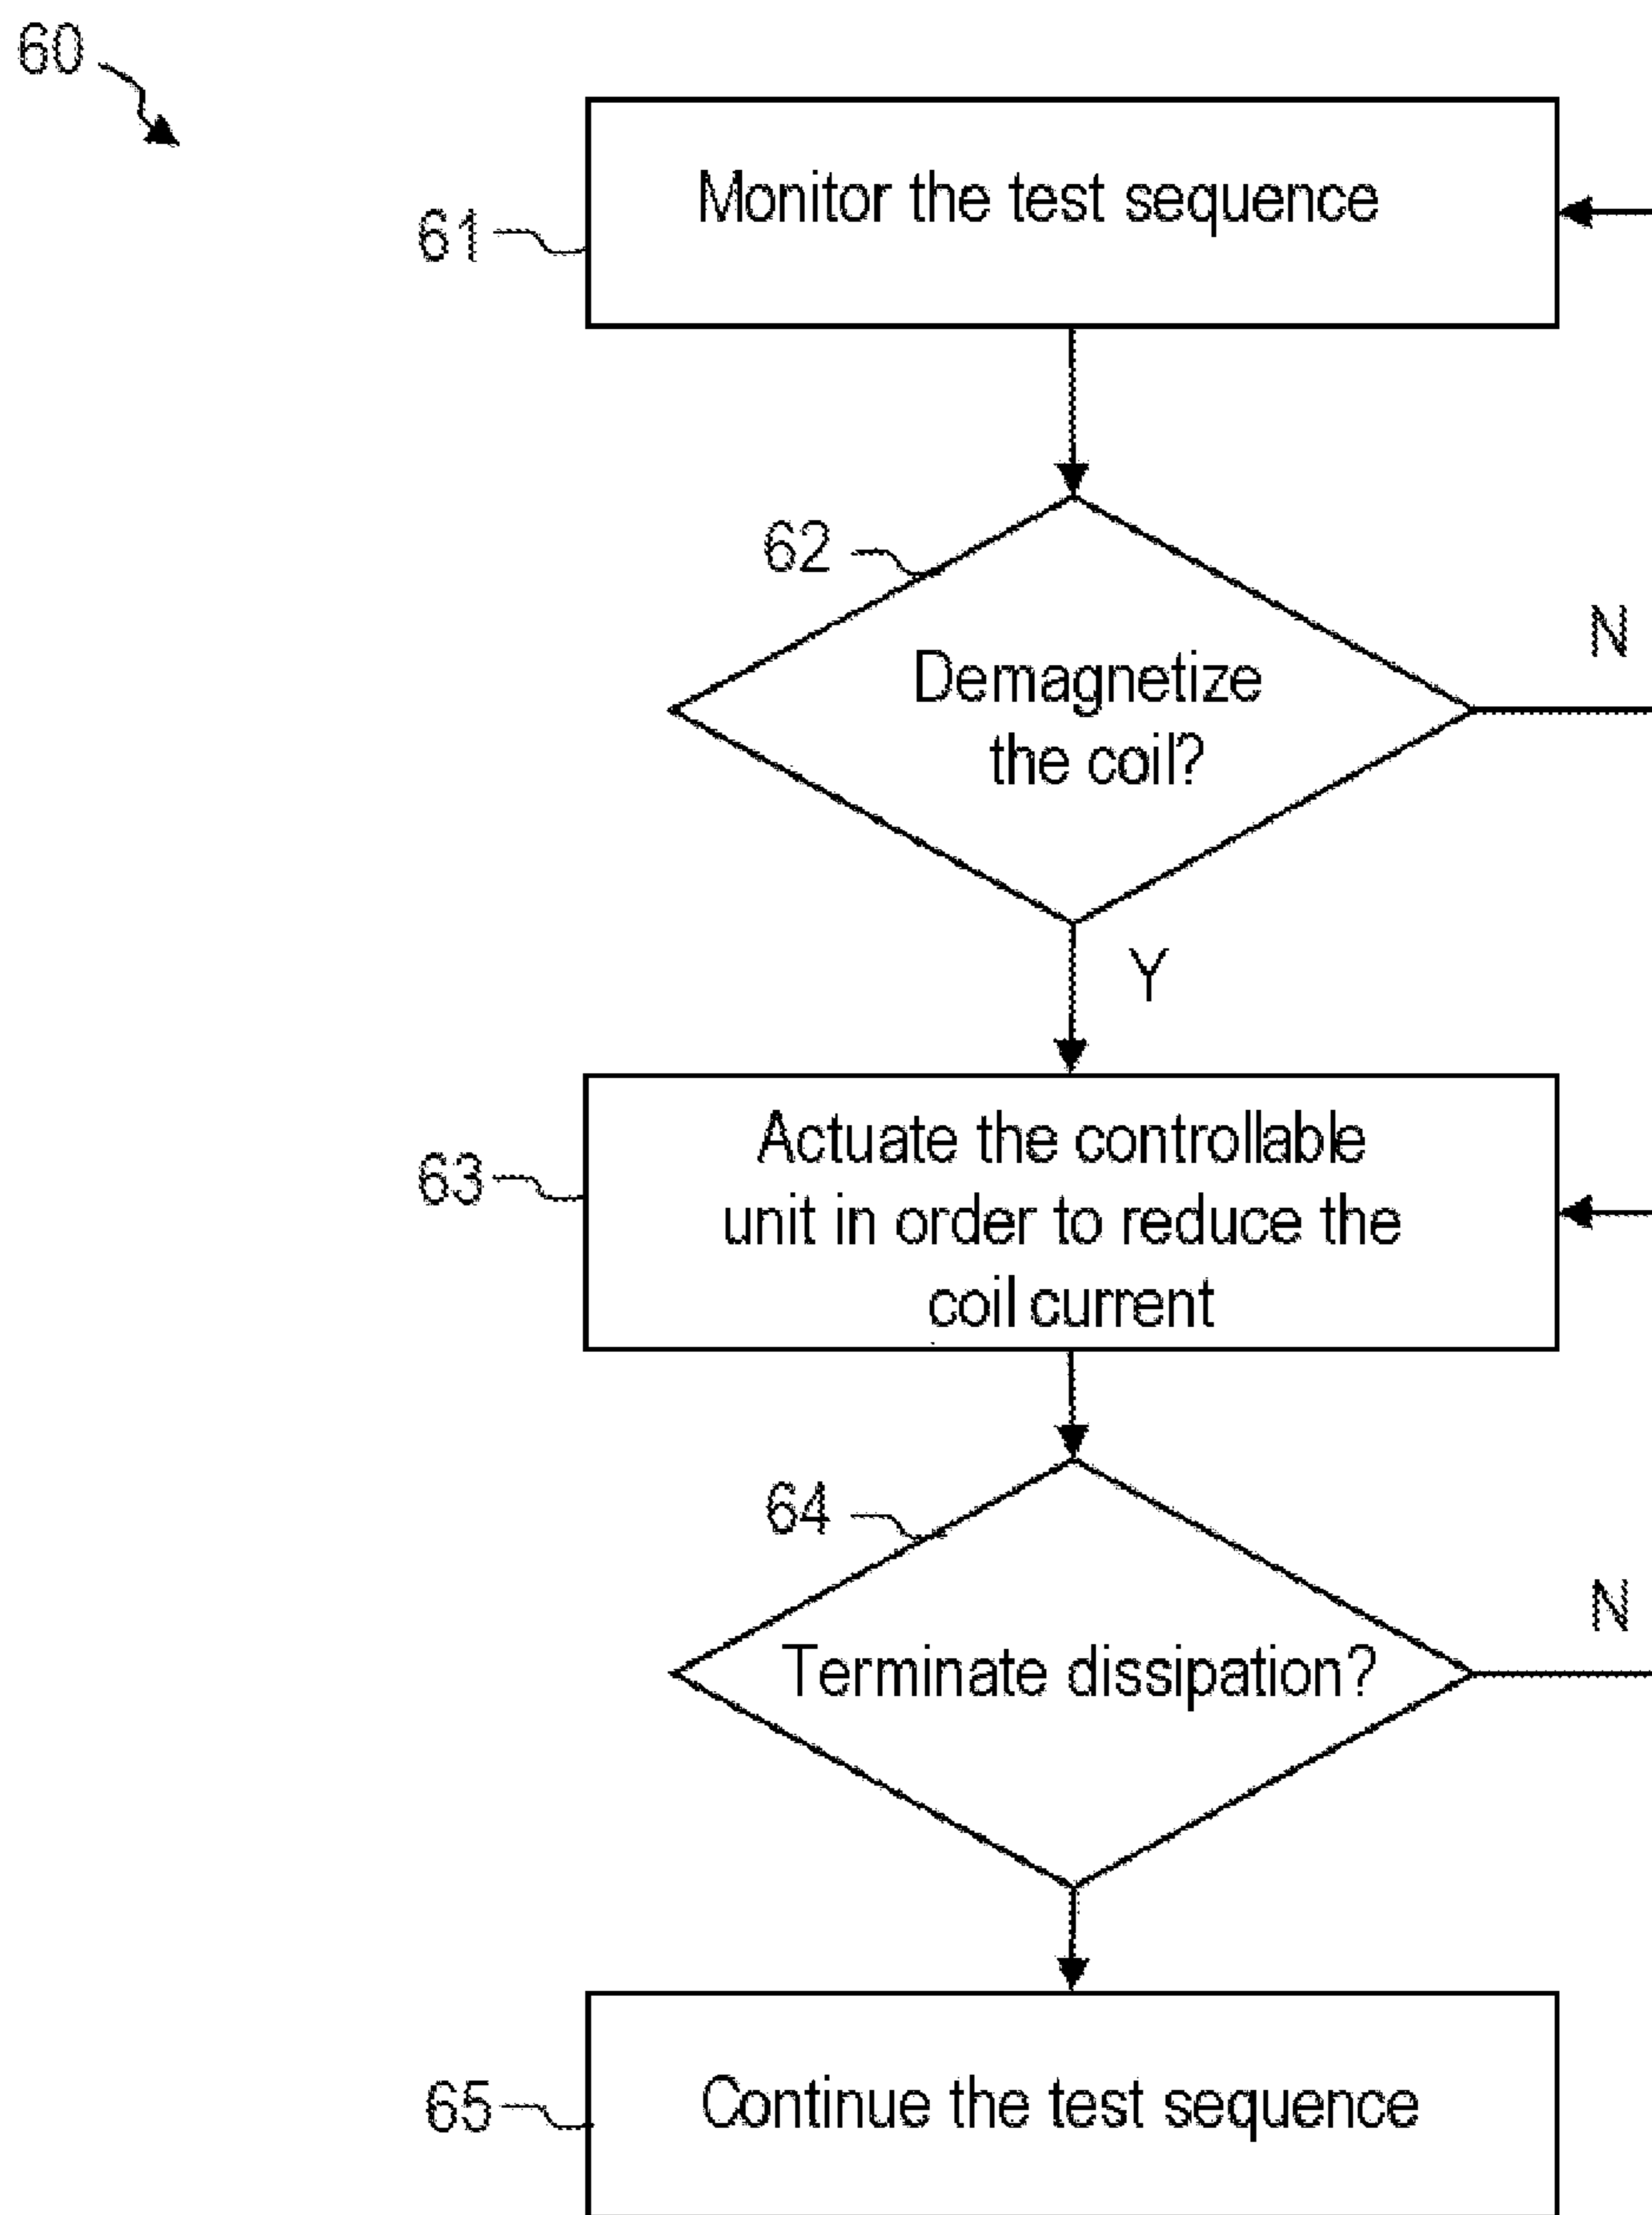 60
Monitor the test sequence
61
62
N
Demagnetize
the coil?
Y
Actuate the controllable
63
unit in order to reduce the
coil current
64
N
Terminate dissipation?
65
Continue the test sequence